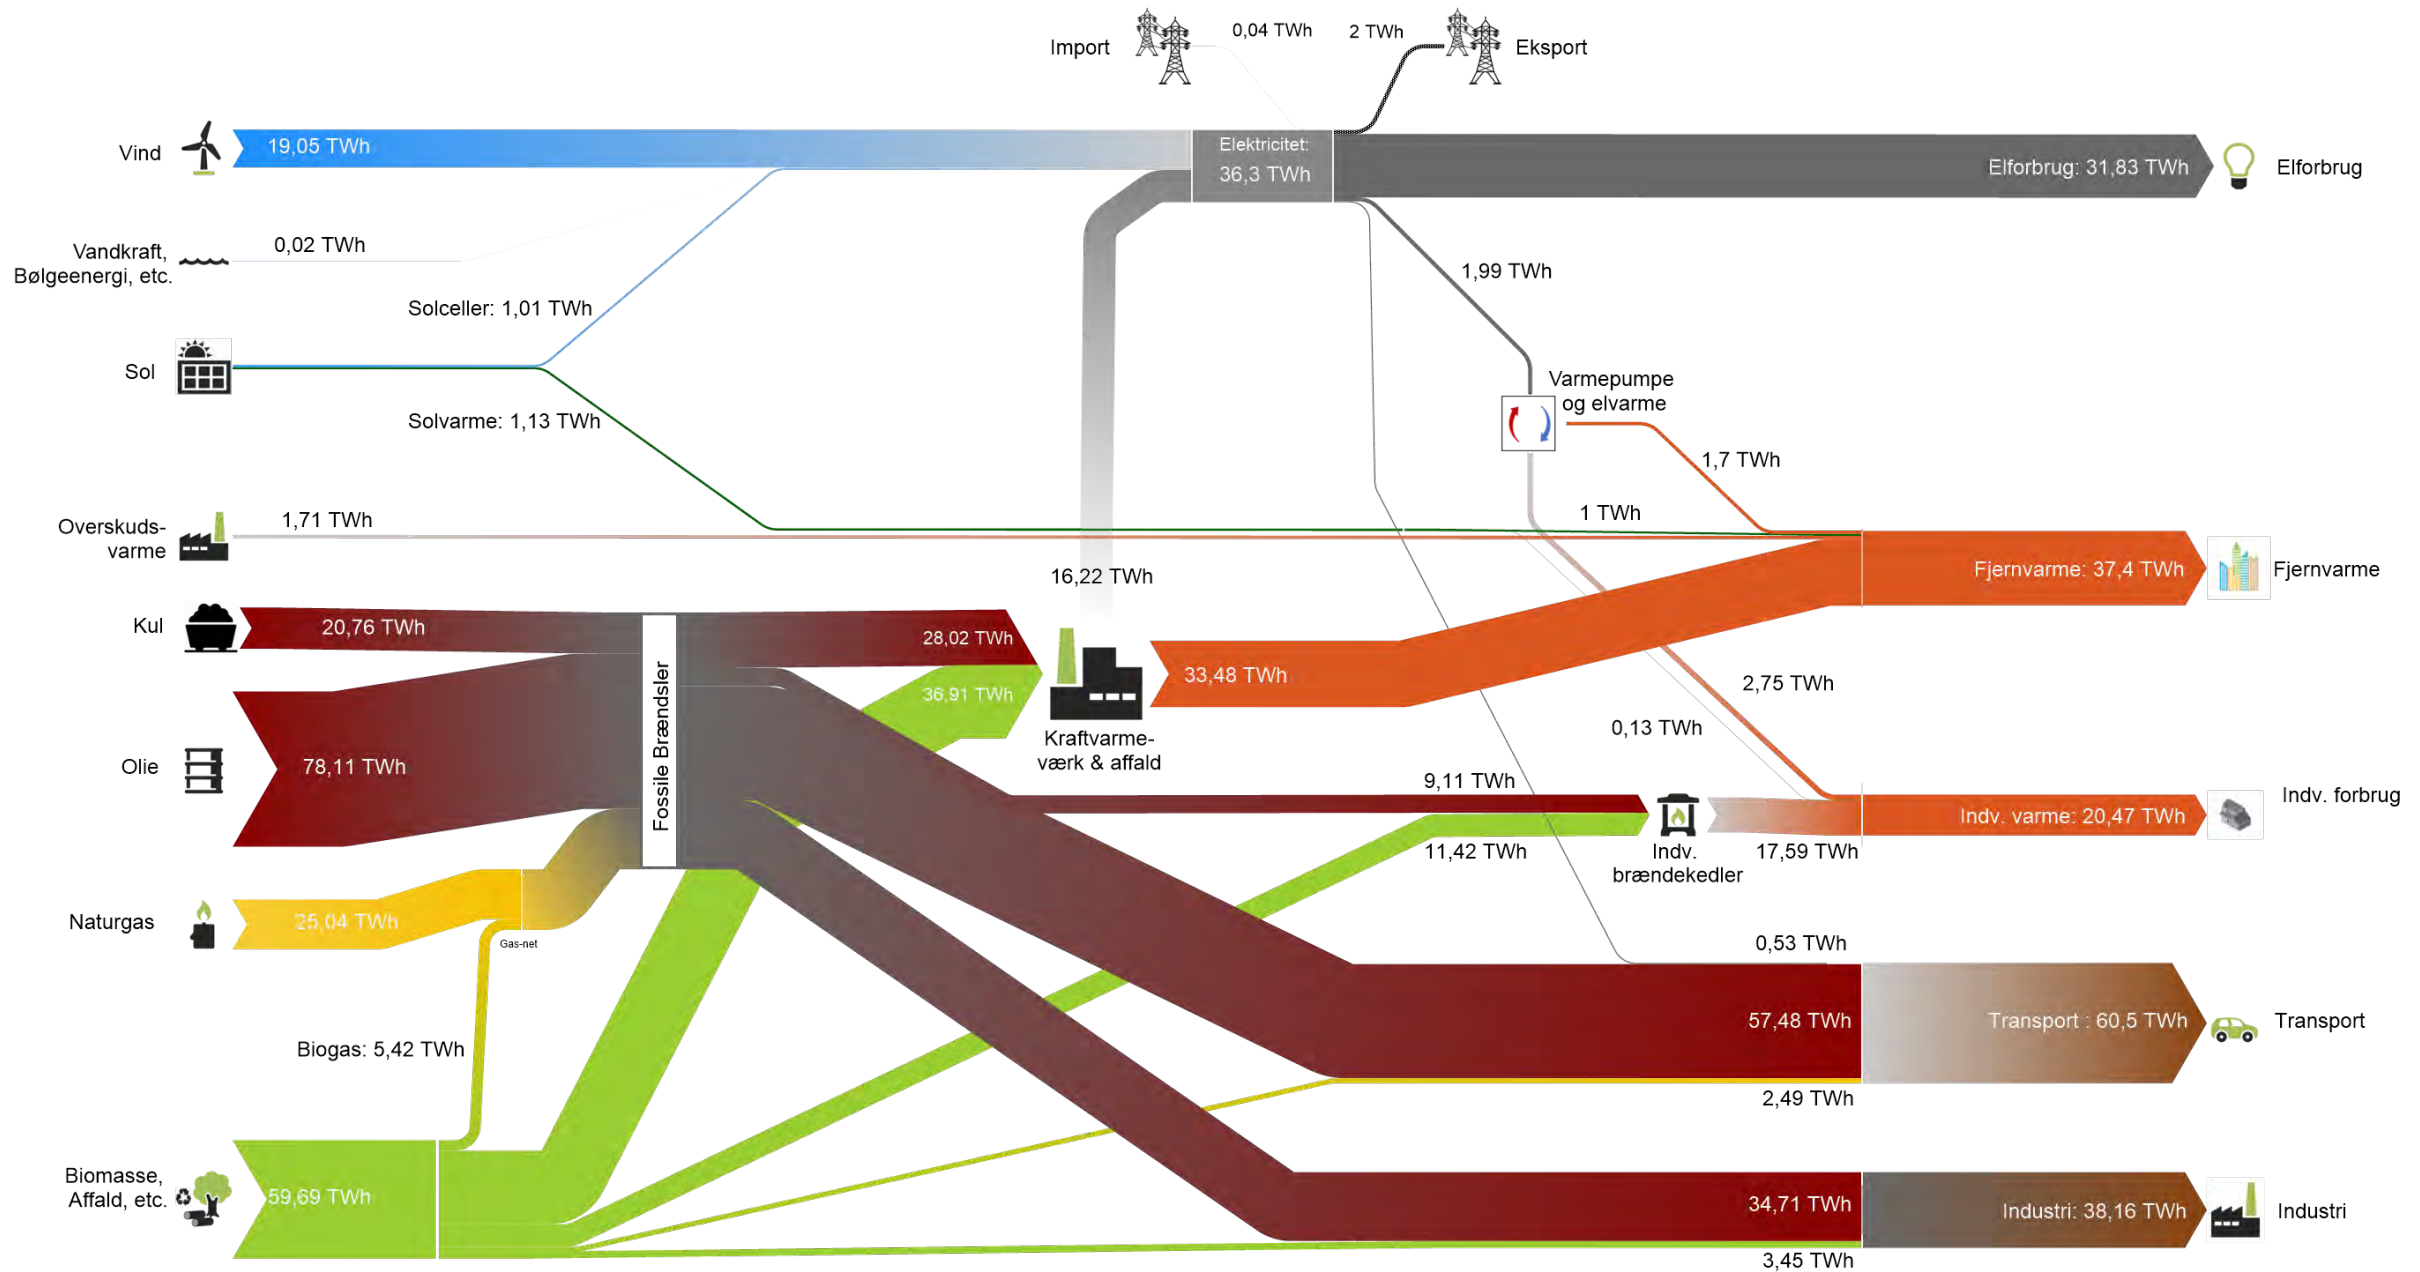 Import
0,04 TWh
2 TWh
Eksport
Vind
19,05 TWh
Elektricitet:
36,3 TWh
Elforbrug: 31,83 TWh
Elforbrug
Vandkraft,
Bølgeenergi, etc.
0,02 TWh
1,99 TWh
Solceller: 1,01 TWh
Sol
Solvarme: 1,13 TWh
Varmepumpe
og elvarme
1,7 TWh
Overskuds-
varme
1,71 TWh
1 TWh
16,22 TWh
Fjernvarme: 37,4 TWh
Fjernvarme
Kul
20,76 TWh
28,02 TWh
36,91 TWh
33,48 TWh
Kraftvarme-
værk & affald
2,75 TWh
0,13 TWh
Fossile Brændsler
Olie
78,11 TWh
9,11 TWh
11,42 TWh
Indv.
brændekedler
17,59 TWh
Indv. varme: 20,47 TWh
Indv. forbrug
Naturgas
25,04 TWh
Gas-net
0,53 TWh
57,48 TWh
Transport : 60,5 TWh
Transport
2,49 TWh
Biogas: 5,42 TWh
Biomasse,
Affald, etc.
59,69 TWh
34,71 TWh
Industri: 38,16 TWh
Industri
3,45 TWh